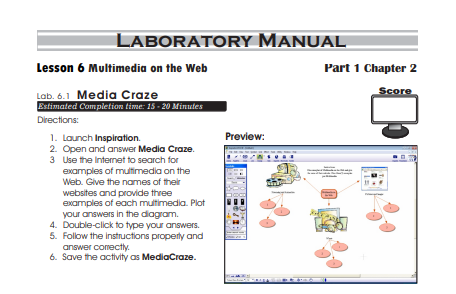 LABORATORY MANUAL
Lesson 6 Multimedia on the Web
Part 1 Chapter 2
Lab. 6.1 Media Craze
Score
Estimated Completion time: 15 - 20 Minutes
Directions:
1. Launch Inspiration.
2. Open and answer Media Craze.
3 Use the Internet to search for
examples of multimedia on the
Web. Give the names of their
websites and provide three
examples of each multimedia. Plot
your answers in the diagram.
4. Double-click to type your answers.
5. Follow the instructions properly and
answer correctly.
6. Save the activity as MediaCraze.
Preview: